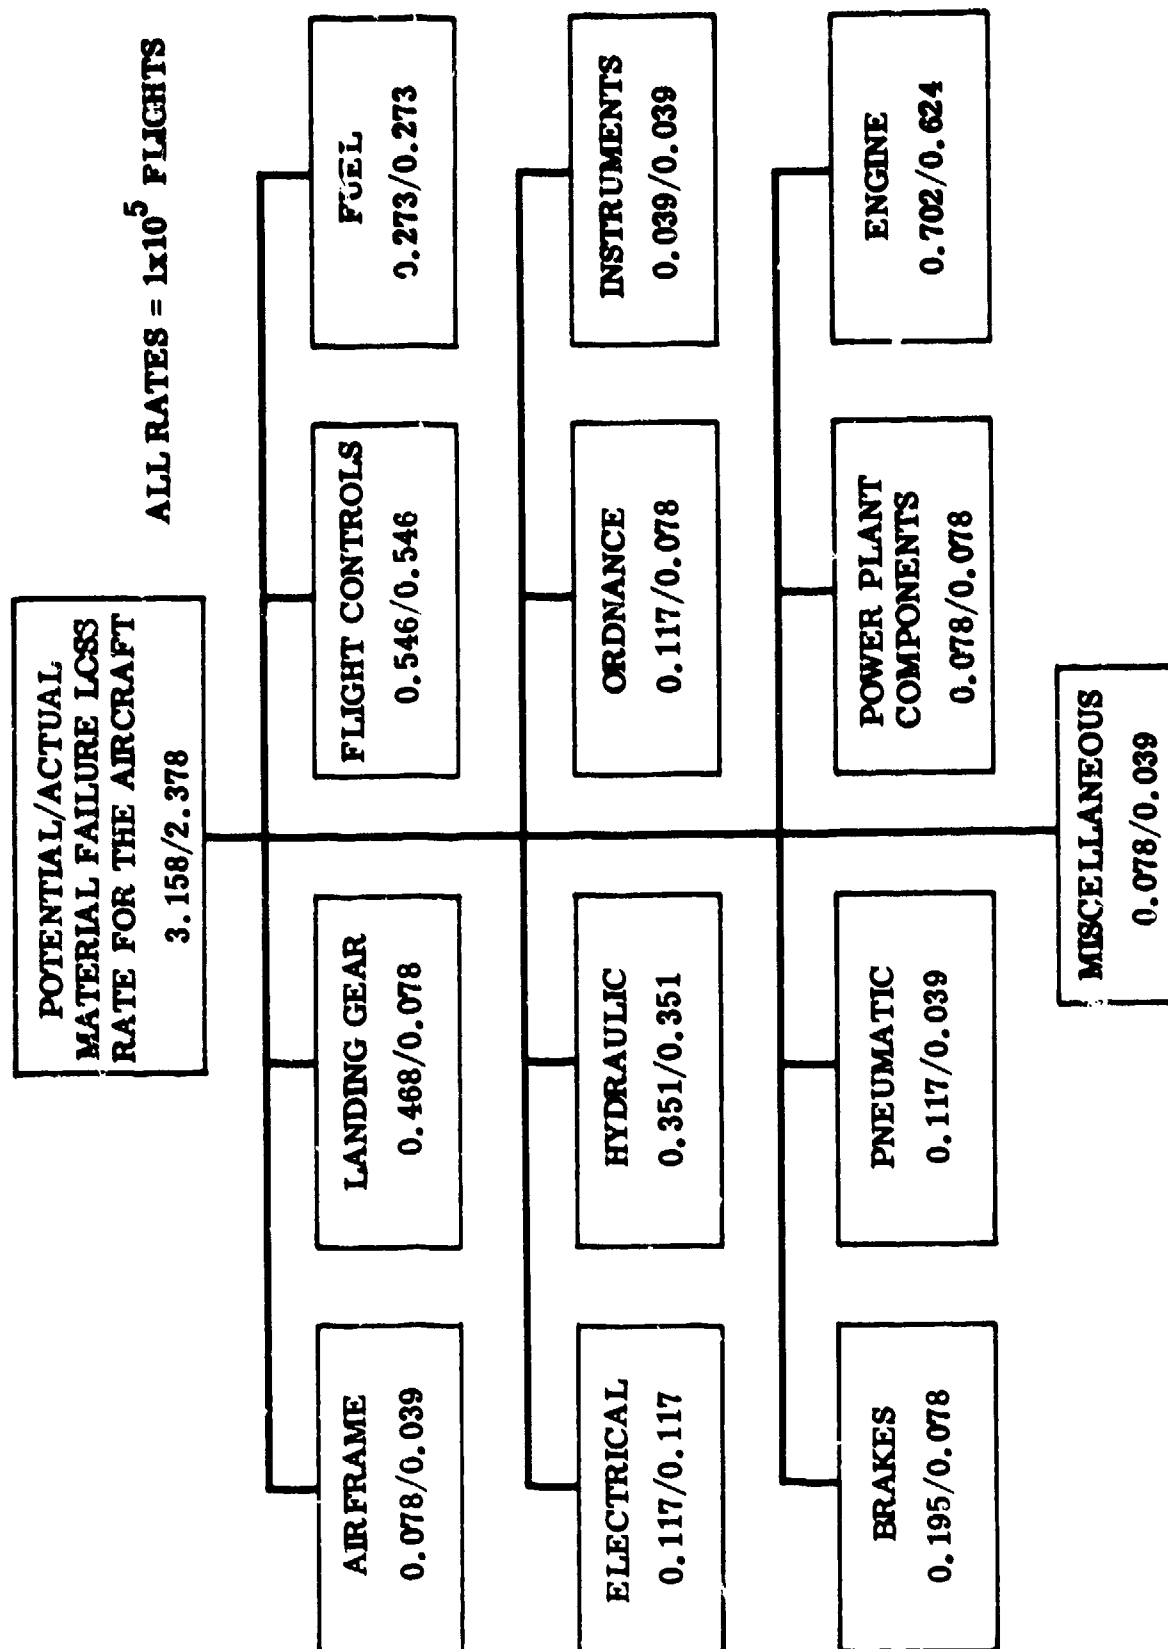 POTENTIAL/ACTUAL
MATERIAL FAILURE LOSS
RATE FOR THE AIRCRAFT
3.158/2.378
ALL RATES = 1x10⁵ FLIGHTS
AIRFRAME
0.078/0.039
LANDING GEAR
0.468/0.078
FLIGHT CONTROLS
0.546/0.546
FUEL
0.273/0.273
ELECTRICAL
0.117/0.117
HYDRAULIC
0.351/0.351
ORDNANCE
0.117/0.078
INSTRUMENTS
0.039/0.039
BRAKES
0.195/0.078
PNEUMATIC
0.117/0.039
POWER PLANT
COMPONENTS
0.078/0.078
ENGINE
0.702/0.624
MISCELLANEOUS
0.078/0.039